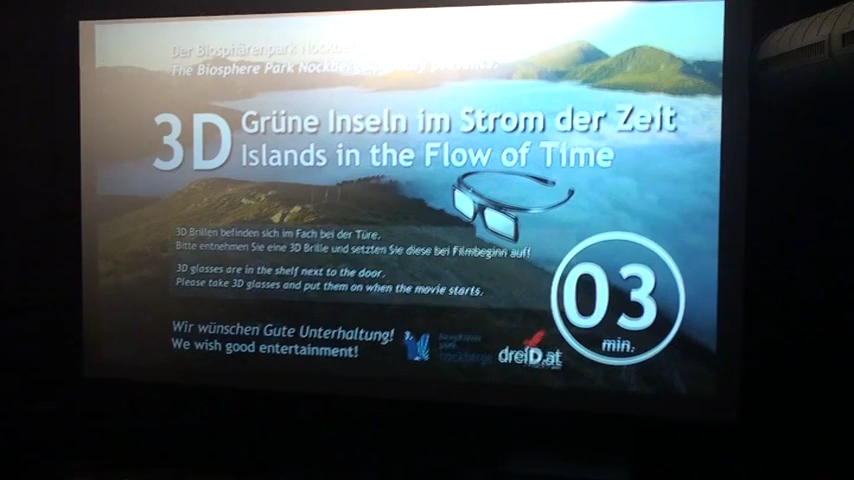 Der Biosphärenpark
The Biosphere Park
3D
Grüne Inseln im Strom der Zeit
Islands in the Flow of Time
3D Brillen befinden sich im Fach bei der Türe.
Bitte entnehmen Sie eine 3D Brille und setzten Sie diese bei Filmbeginn auf!
3D glasses are in the shelf next to the door.
Please take 3D glasses and put them on when the movie starts.
03
min.
Wir wünschen Gute Unterhaltung!
We wish good entertainment!
nockberge
dreiD.at